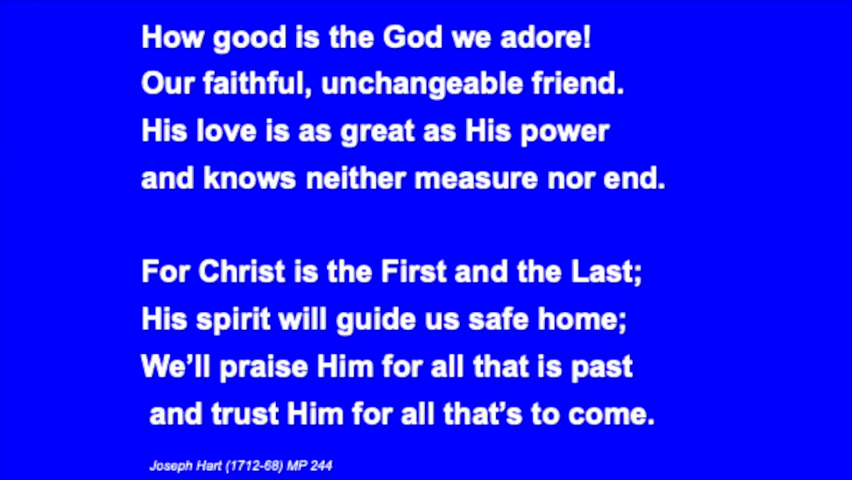 How good is the God we adore!
Our faithful, unchangeable friend.
His love is as great as His power
and knows neither measure nor end.
For Christ is the First and the Last;
His spirit will guide us safe home;
We’ll praise Him for all that is past
and trust Him for all that’s to come.
Joseph Hart (1712-68) MP 244